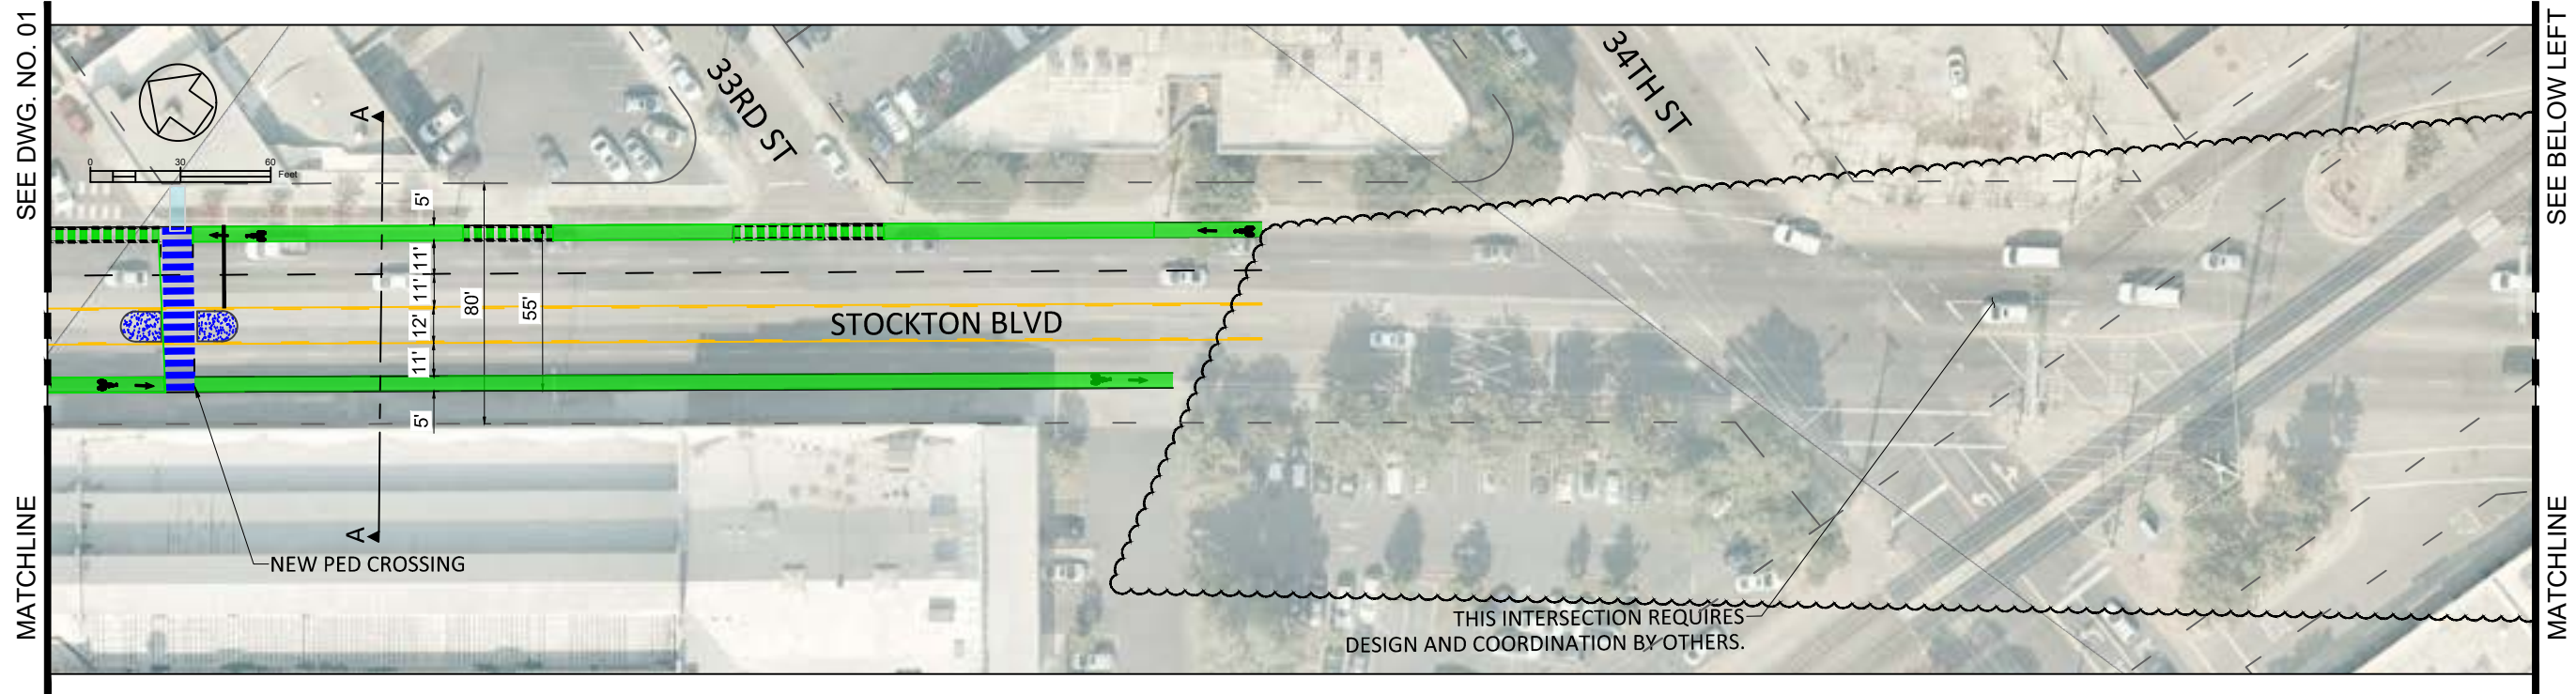 SEE DWG. NO. 01
MATCHLINE
0 30 60
Feet
A
A
33RD ST
34TH ST
5'
11'
11'
12'
11'
5'
80'
55'
STOCKTON BLVD
NEW PED CROSSING
THIS INTERSECTION REQUIRES
DESIGN AND COORDINATION BY OTHERS.
SEE BELOW LEFT
MATCHLINE